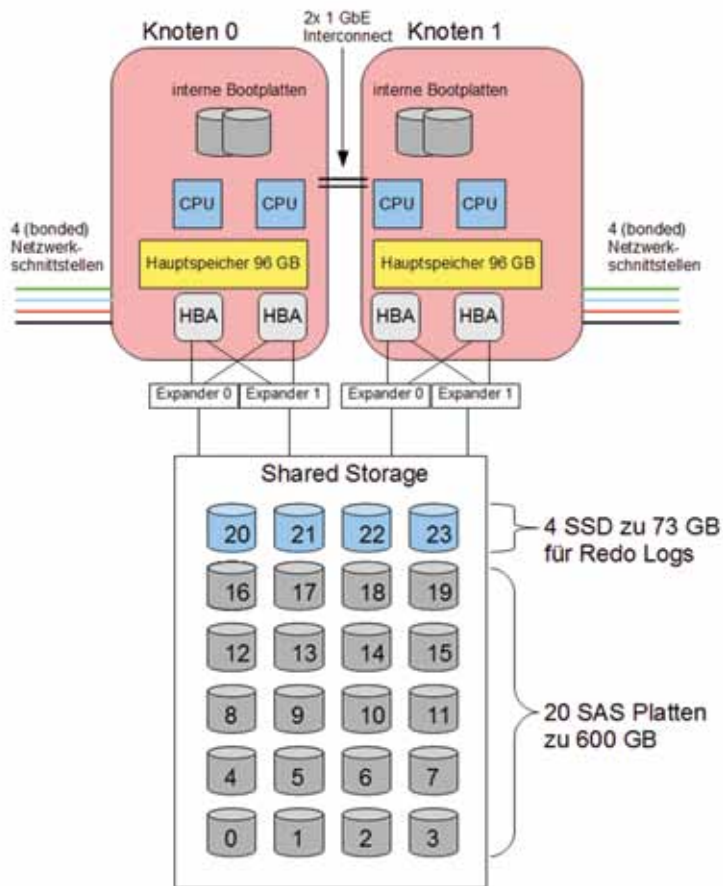 Knoten 0
2x 1 GbE
Interconnect
Knoten 1
interne Bootplatten
interne Bootplatten
CPU
CPU
CPU
CPU
4 (bonded)
Netzwerk-
schnittstellen
4 (bonded)
Netzwerk-
schnittstellen
Hauptspeicher 96 GB
Hauptspeicher 96 GB
HBA
HBA
HBA
HBA
Expander 0
Expander 1
Expander 0
Expander 1
Shared Storage
20
21
22
23
4 SSD zu 73 GB
für Redo Logs
16
17
18
19
12
13
14
15
8
9
10
11
20 SAS Platten
zu 600 GB
4
5
6
7
0
1
2
3